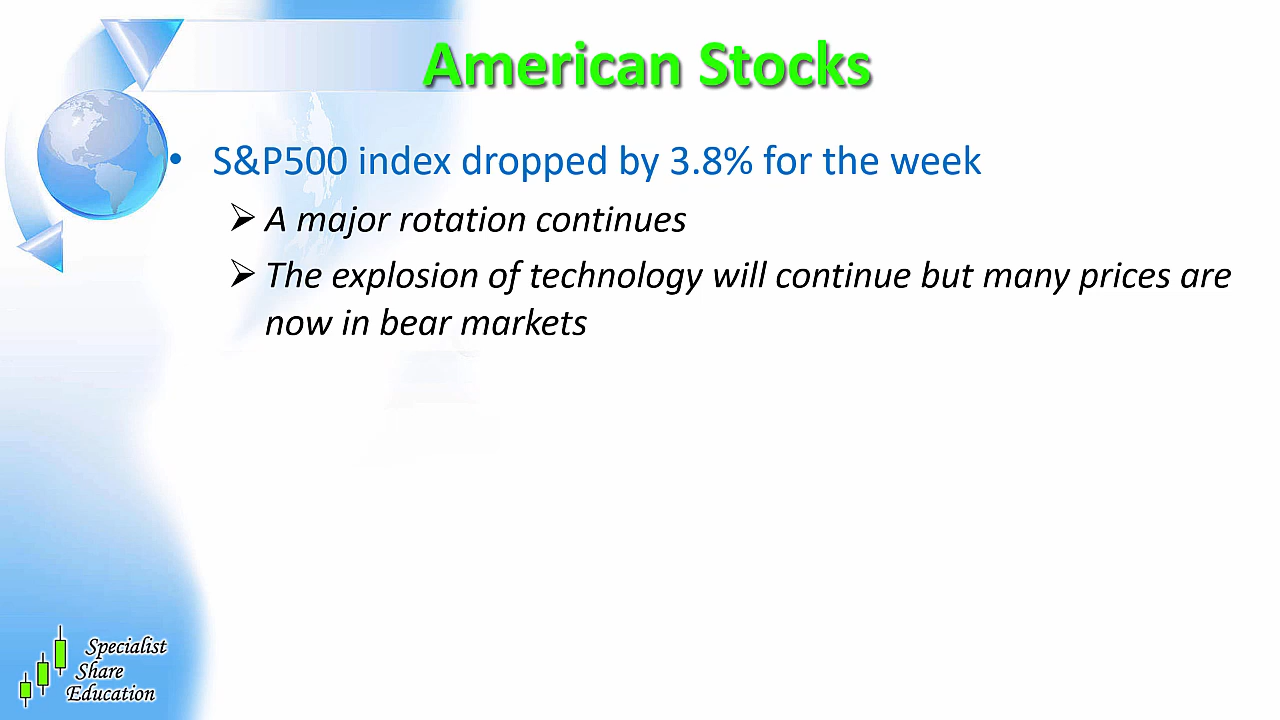 American Stocks
• S&P500 index dropped by 3.8% for the week
➢ A major rotation continues
➢ The explosion of technology will continue but many prices are
now in bear markets
Specialist
Share
Education